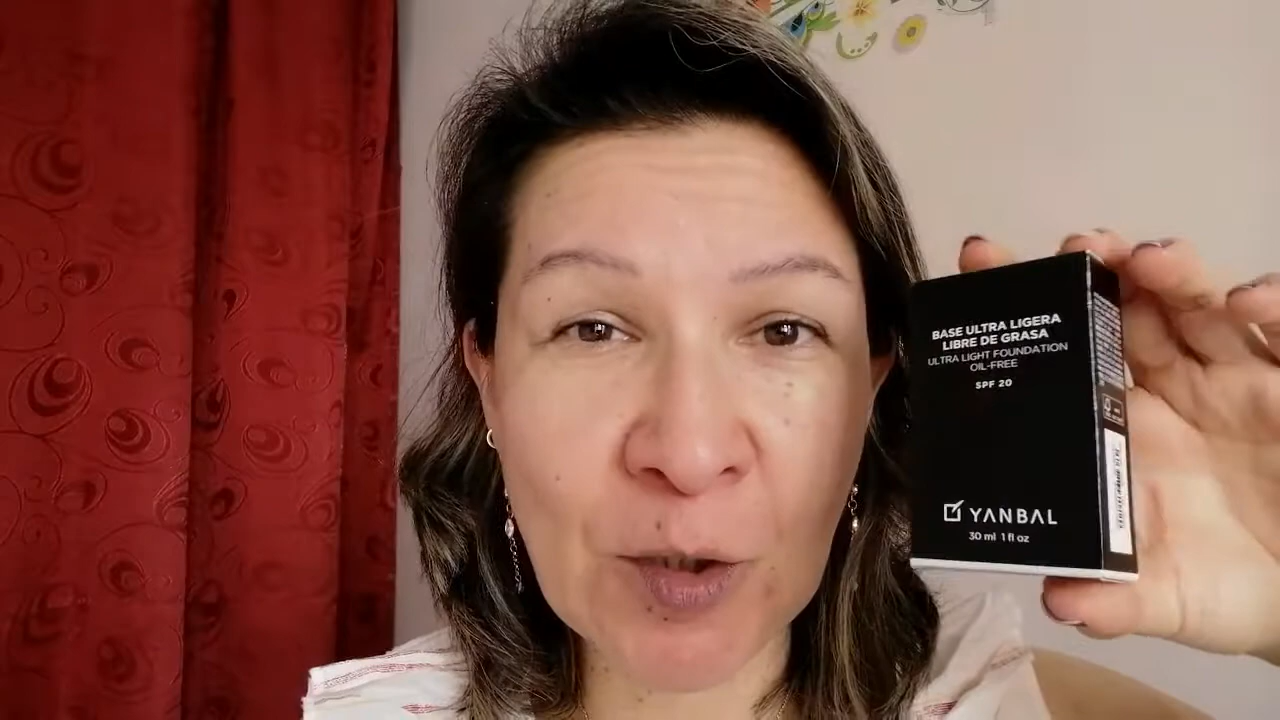 BASE ULTRA LIGERA
LIBRE DE GRASA
ULTRA LIGHT FOUNDATION
OIL-FREE
SPF 20
YANBAL
30 ml 1 fl oz